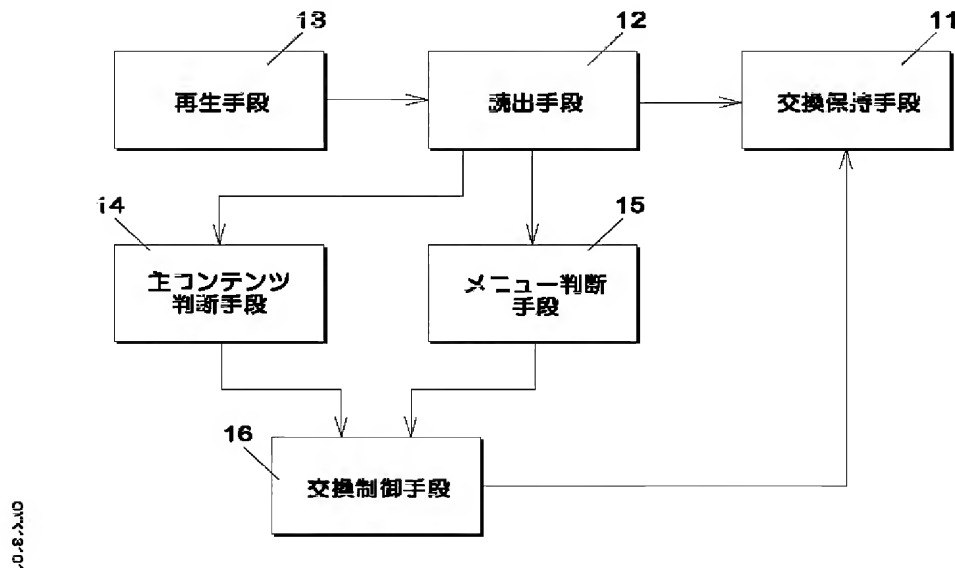 13
12
11
再生手段
読出手段
交換保持手段
14
15
主コンテンツ
判断手段
メニュー判断
手段
16
交換制御手段